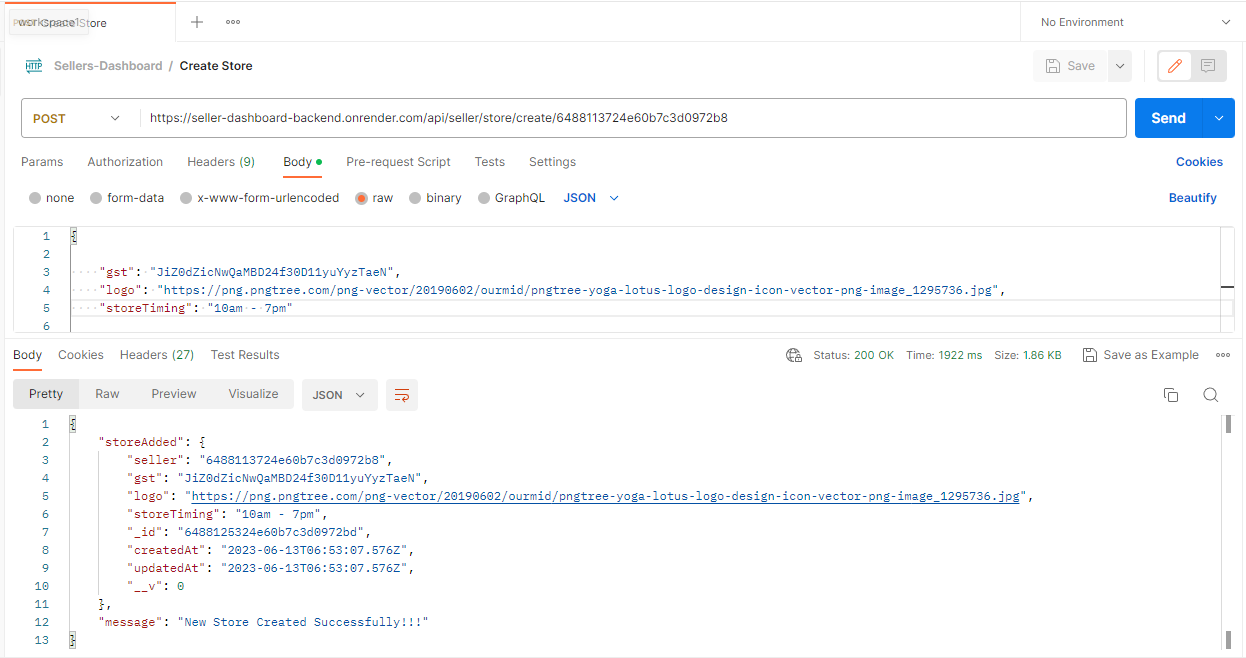 workspace1 Create Store
No Environment
HTTP Sellers-Dashboard / Create Store Save
POST https://seller-dashboard-backend.onrender.com/api/seller/store/create/6488113724e60b7c3d0972b8 Send
Params Authorization Headers (9) Body Pre-request Script Tests Settings Cookies
none form-data x-www-form-urlencoded raw binary GraphQL JSON Beautify
1 {
2
3 "gst": "JiZ0dZicNwQaMBD24f30D11yuYyzTaeN",
4 "logo": "https://png.pngtree.com/png-vector/20190602/ourmid/pngtree-yoga-lotus-logo-design-icon-vector-png-image_1295736.jpg",
5 "storeTiming": "10am - 7pm"
6
Body Cookies Headers (27) Test Results Status: 200 OK Time: 1922 ms Size: 1.86 KB Save as Example
Pretty Raw Preview Visualize JSON
1 {
2 "storeAdded": {
3 "seller": "6488113724e60b7c3d0972b8",
4 "gst": "JiZ0dZicNwQaMBD24f30D11yuYyzTaeN",
5 "logo": "https://png.pngtree.com/png-vector/20190602/ourmid/pngtree-yoga-lotus-logo-design-icon-vector-png-image_1295736.jpg",
6 "storeTiming": "10am - 7pm",
7 "_id": "6488125324e60b7c3d0972bd",
8 "createdAt": "2023-06-13T06:53:07.576Z",
9 "updatedAt": "2023-06-13T06:53:07.576Z",
10 "__v": 0
11 },
12 "message": "New Store Created Successfully!!!"
13 }